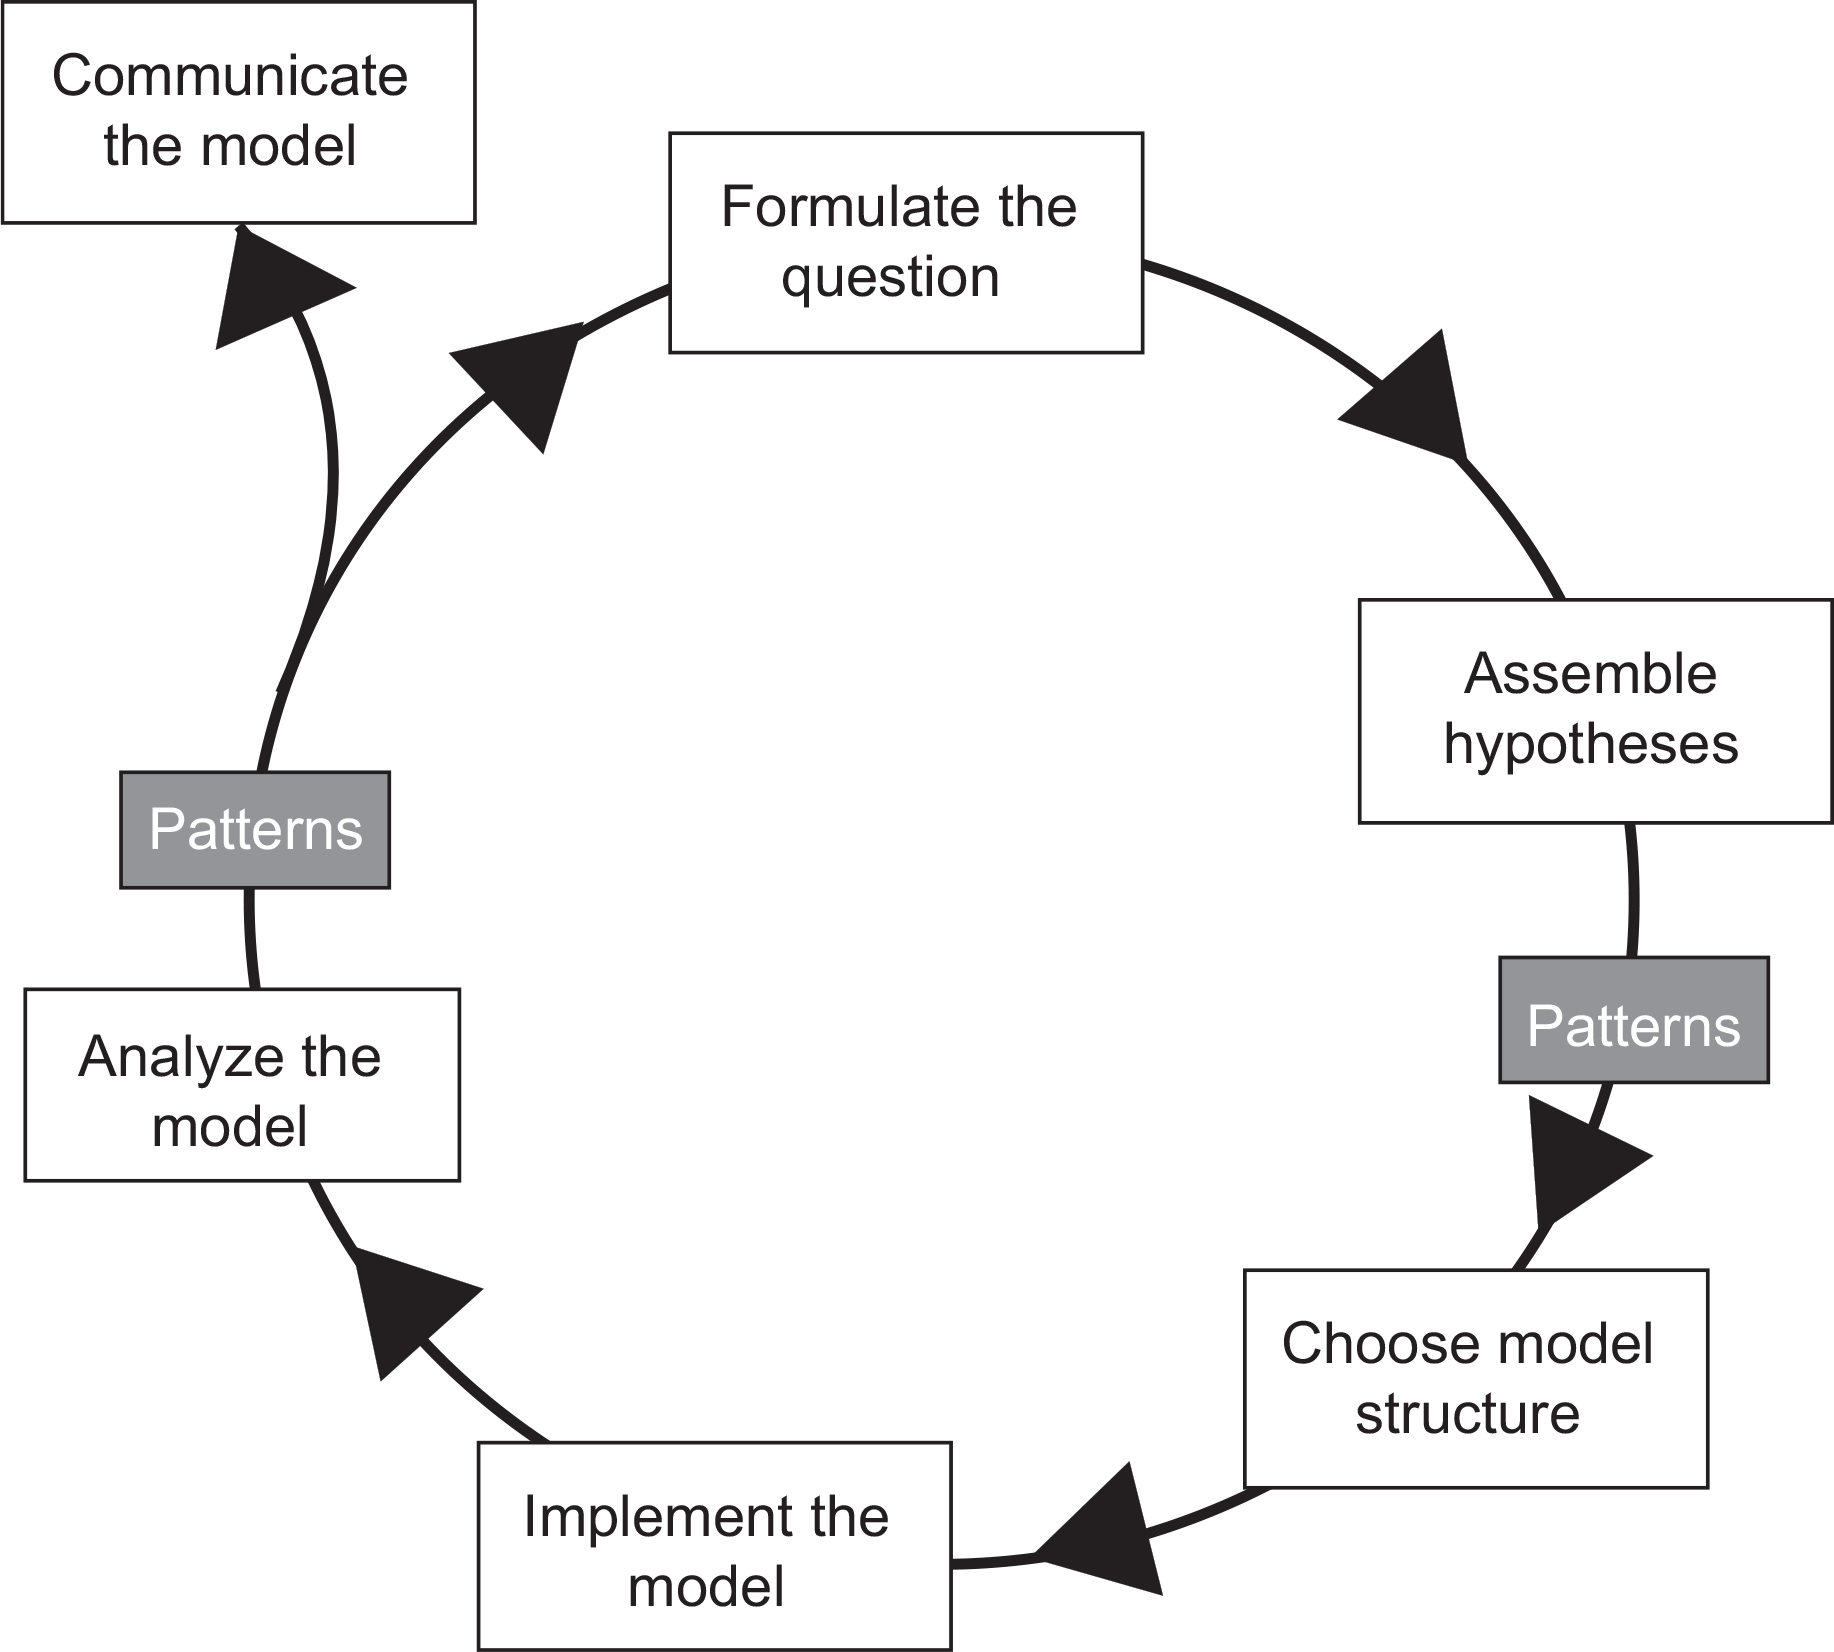 Communicate
the model
Formulate the
question
Assemble
hypotheses
Patterns
Patterns
Analyze the
model
Choose model
structure
Implement the
model